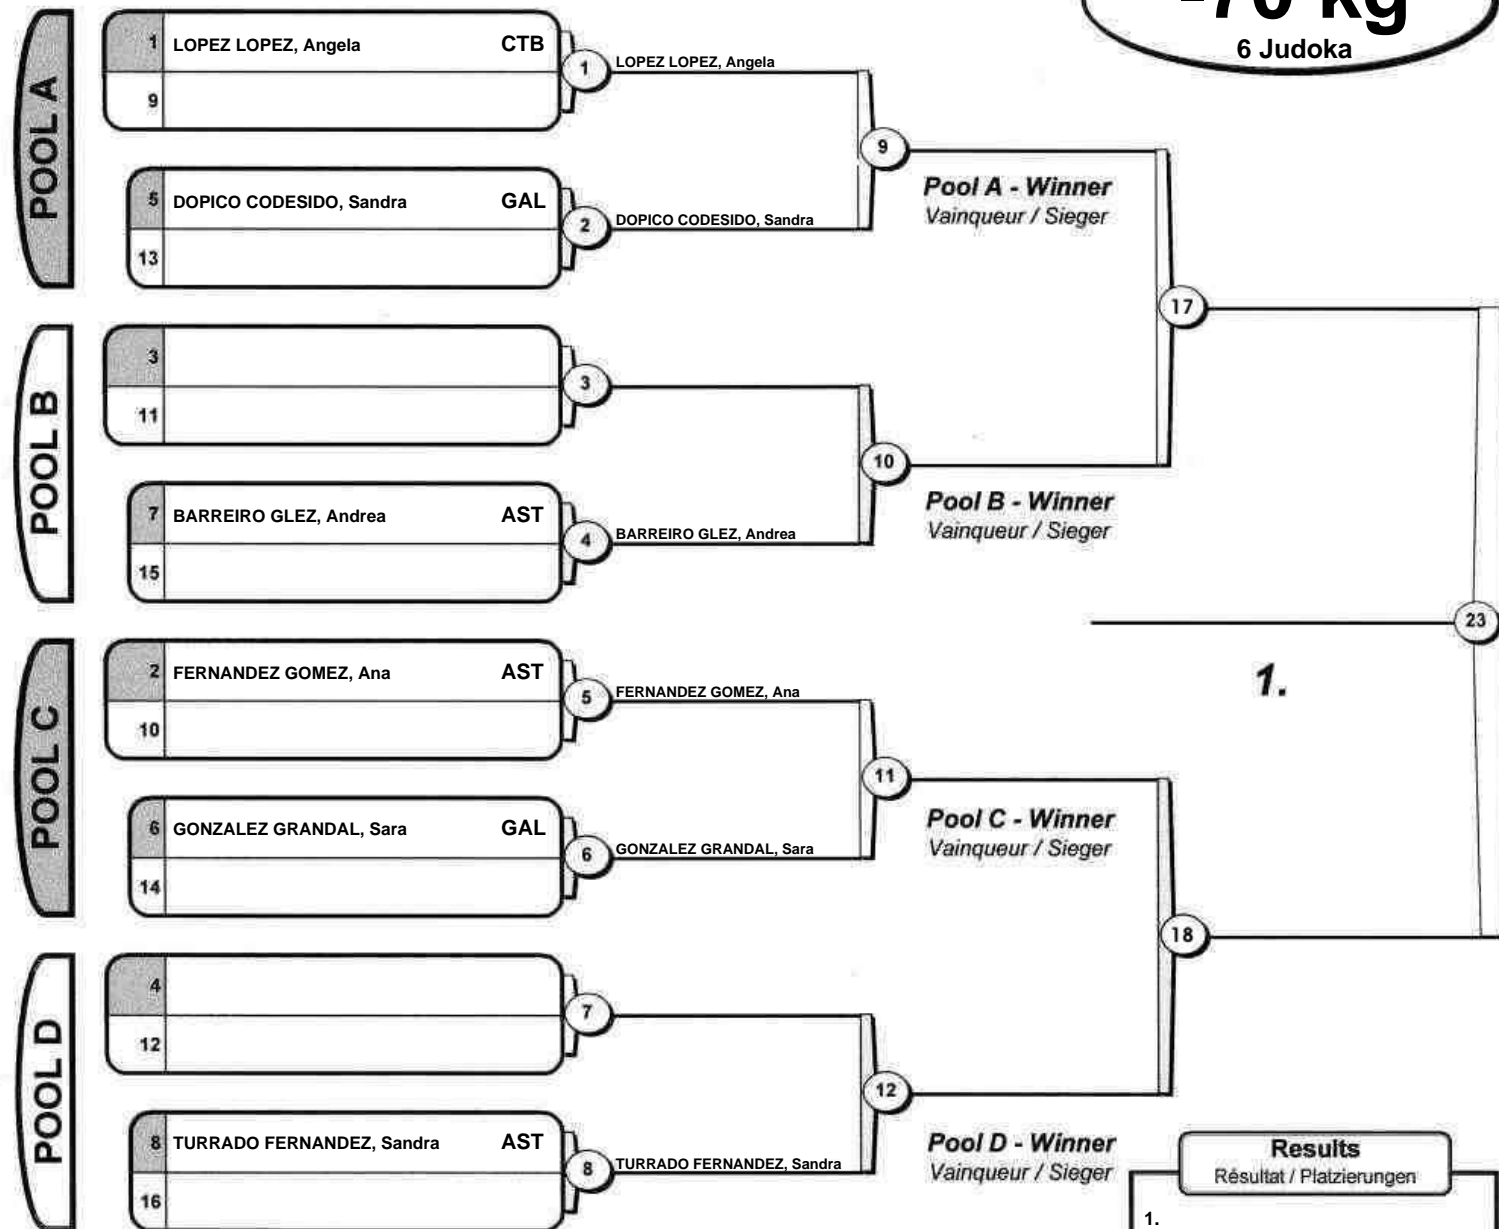 -70 kg
6 Judoka
POOL A
1 LOPEZ LOPEZ, Angela CTB
9
1
LOPEZ LOPEZ, Angela
5 DOPICO CODESIDO, Sandra GAL
13
2
DOPICO CODESIDO, Sandra
9
Pool A - Winner
Vainqueur / Sieger
17
POOL B
3
11
3
7 BARREIRO GLEZ, Andrea AST
15
4
BARREIRO GLEZ, Andrea
10
Pool B - Winner
Vainqueur / Sieger
23
1.
POOL C
2 FERNANDEZ GOMEZ, Ana AST
10
5
FERNANDEZ GOMEZ, Ana
6 GONZALEZ GRANDAL, Sara GAL
14
6
GONZALEZ GRANDAL, Sara
11
Pool C - Winner
Vainqueur / Sieger
18
POOL D
4
12
7
8 TURRADO FERNANDEZ, Sandra AST
16
8
TURRADO FERNANDEZ, Sandra
12
Pool D - Winner
Vainqueur / Sieger
Results
Résultat / Platzierungen
1.